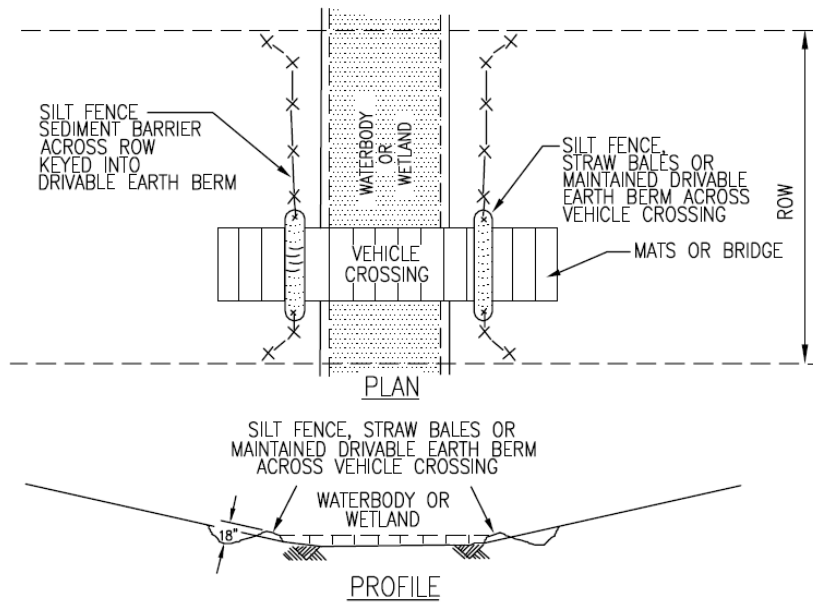 SILT FENCE
SEDIMENT BARRIER
ACROSS ROW
KEYED INTO
DRIVABLE EARTH BERM
WATERBODY
OR
WETLAND
SILT FENCE,
STRAW BALES OR
MAINTAINED DRIVABLE
EARTH BERM ACROSS
VEHICLE CROSSING
ROW
VEHICLE
CROSSING
MATS OR BRIDGE
PLAN
SILT FENCE, STRAW BALES OR
MAINTAINED DRIVABLE EARTH BERM
ACROSS VEHICLE CROSSING
WATERBODY OR
WETLAND
18"
PROFILE